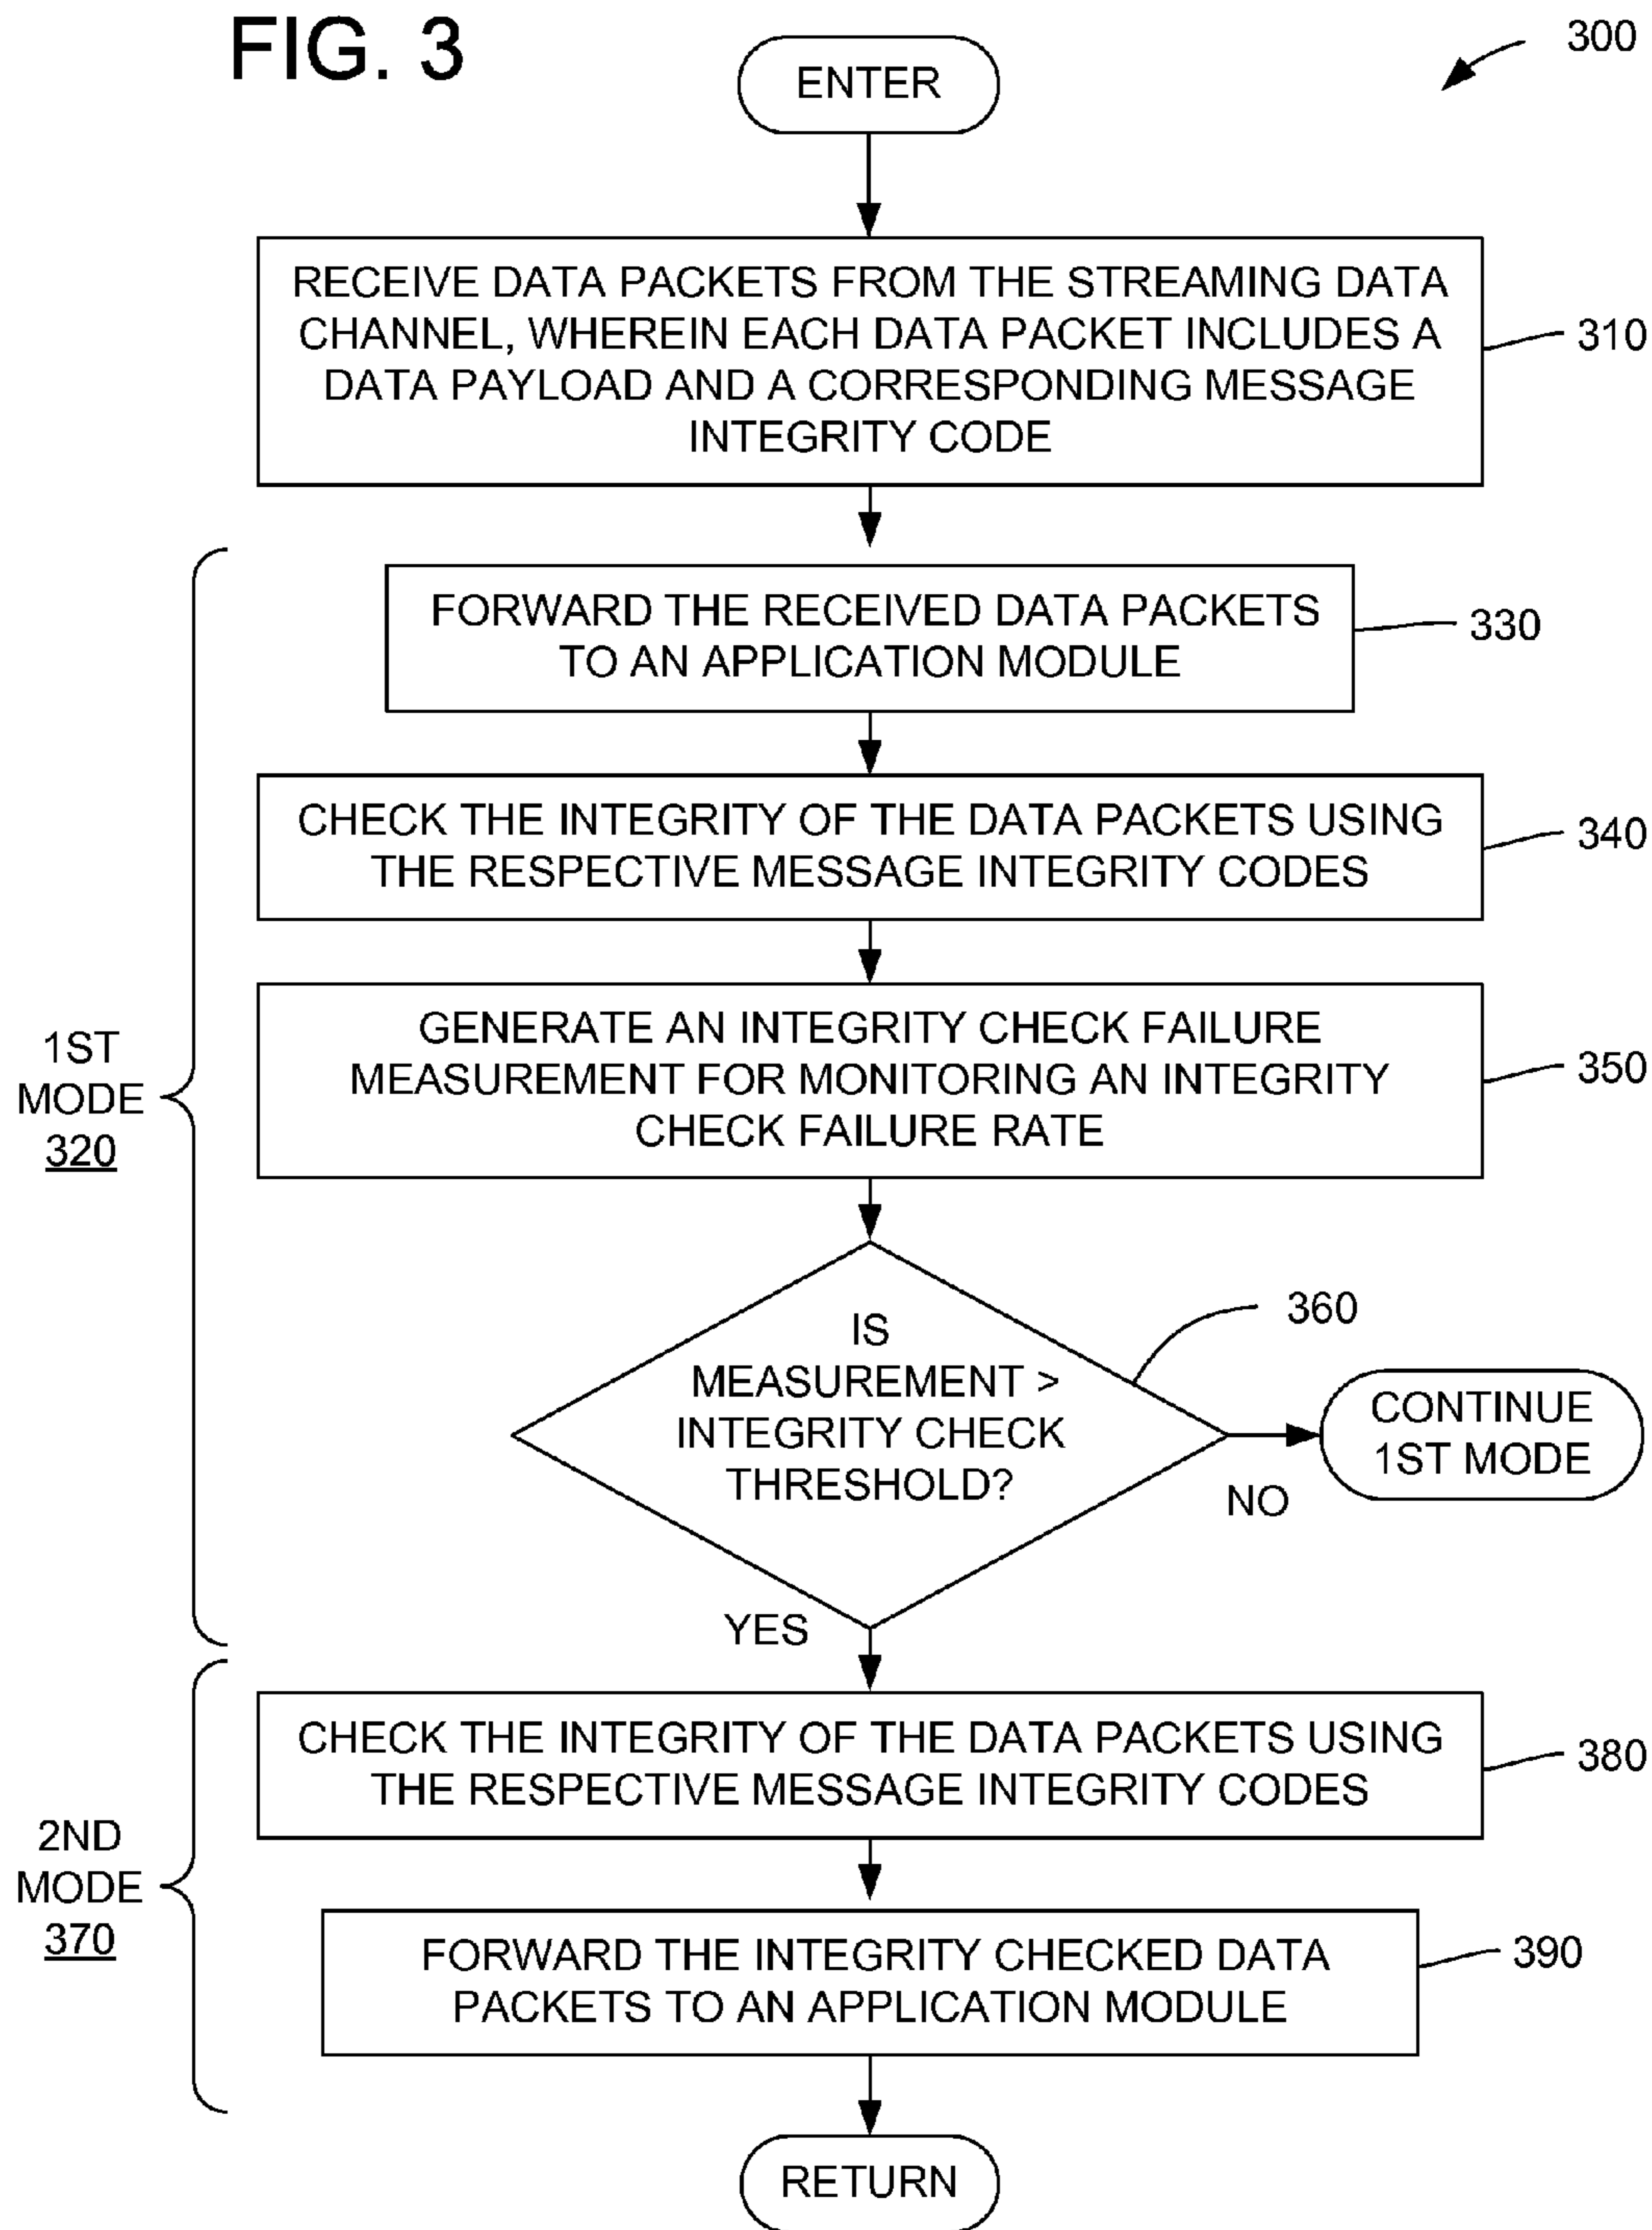 FIG. 3
300
ENTER
RECEIVE DATA PACKETS FROM THE STREAMING DATA
CHANNEL, WHEREIN EACH DATA PACKET INCLUDES A
DATA PAYLOAD AND A CORRESPONDING MESSAGE
INTEGRITY CODE
310
FORWARD THE RECEIVED DATA PACKETS
TO AN APPLICATION MODULE
330
CHECK THE INTEGRITY OF THE DATA PACKETS USING
THE RESPECTIVE MESSAGE INTEGRITY CODES
340
1ST
MODE
320
GENERATE AN INTEGRITY CHECK FAILURE
MEASUREMENT FOR MONITORING AN INTEGRITY
CHECK FAILURE RATE
350
IS
MEASUREMENT >
INTEGRITY CHECK
THRESHOLD?
360
NO
CONTINUE
1ST MODE
YES
CHECK THE INTEGRITY OF THE DATA PACKETS USING
THE RESPECTIVE MESSAGE INTEGRITY CODES
380
2ND
MODE
370
FORWARD THE INTEGRITY CHECKED DATA
PACKETS TO AN APPLICATION MODULE
390
RETURN